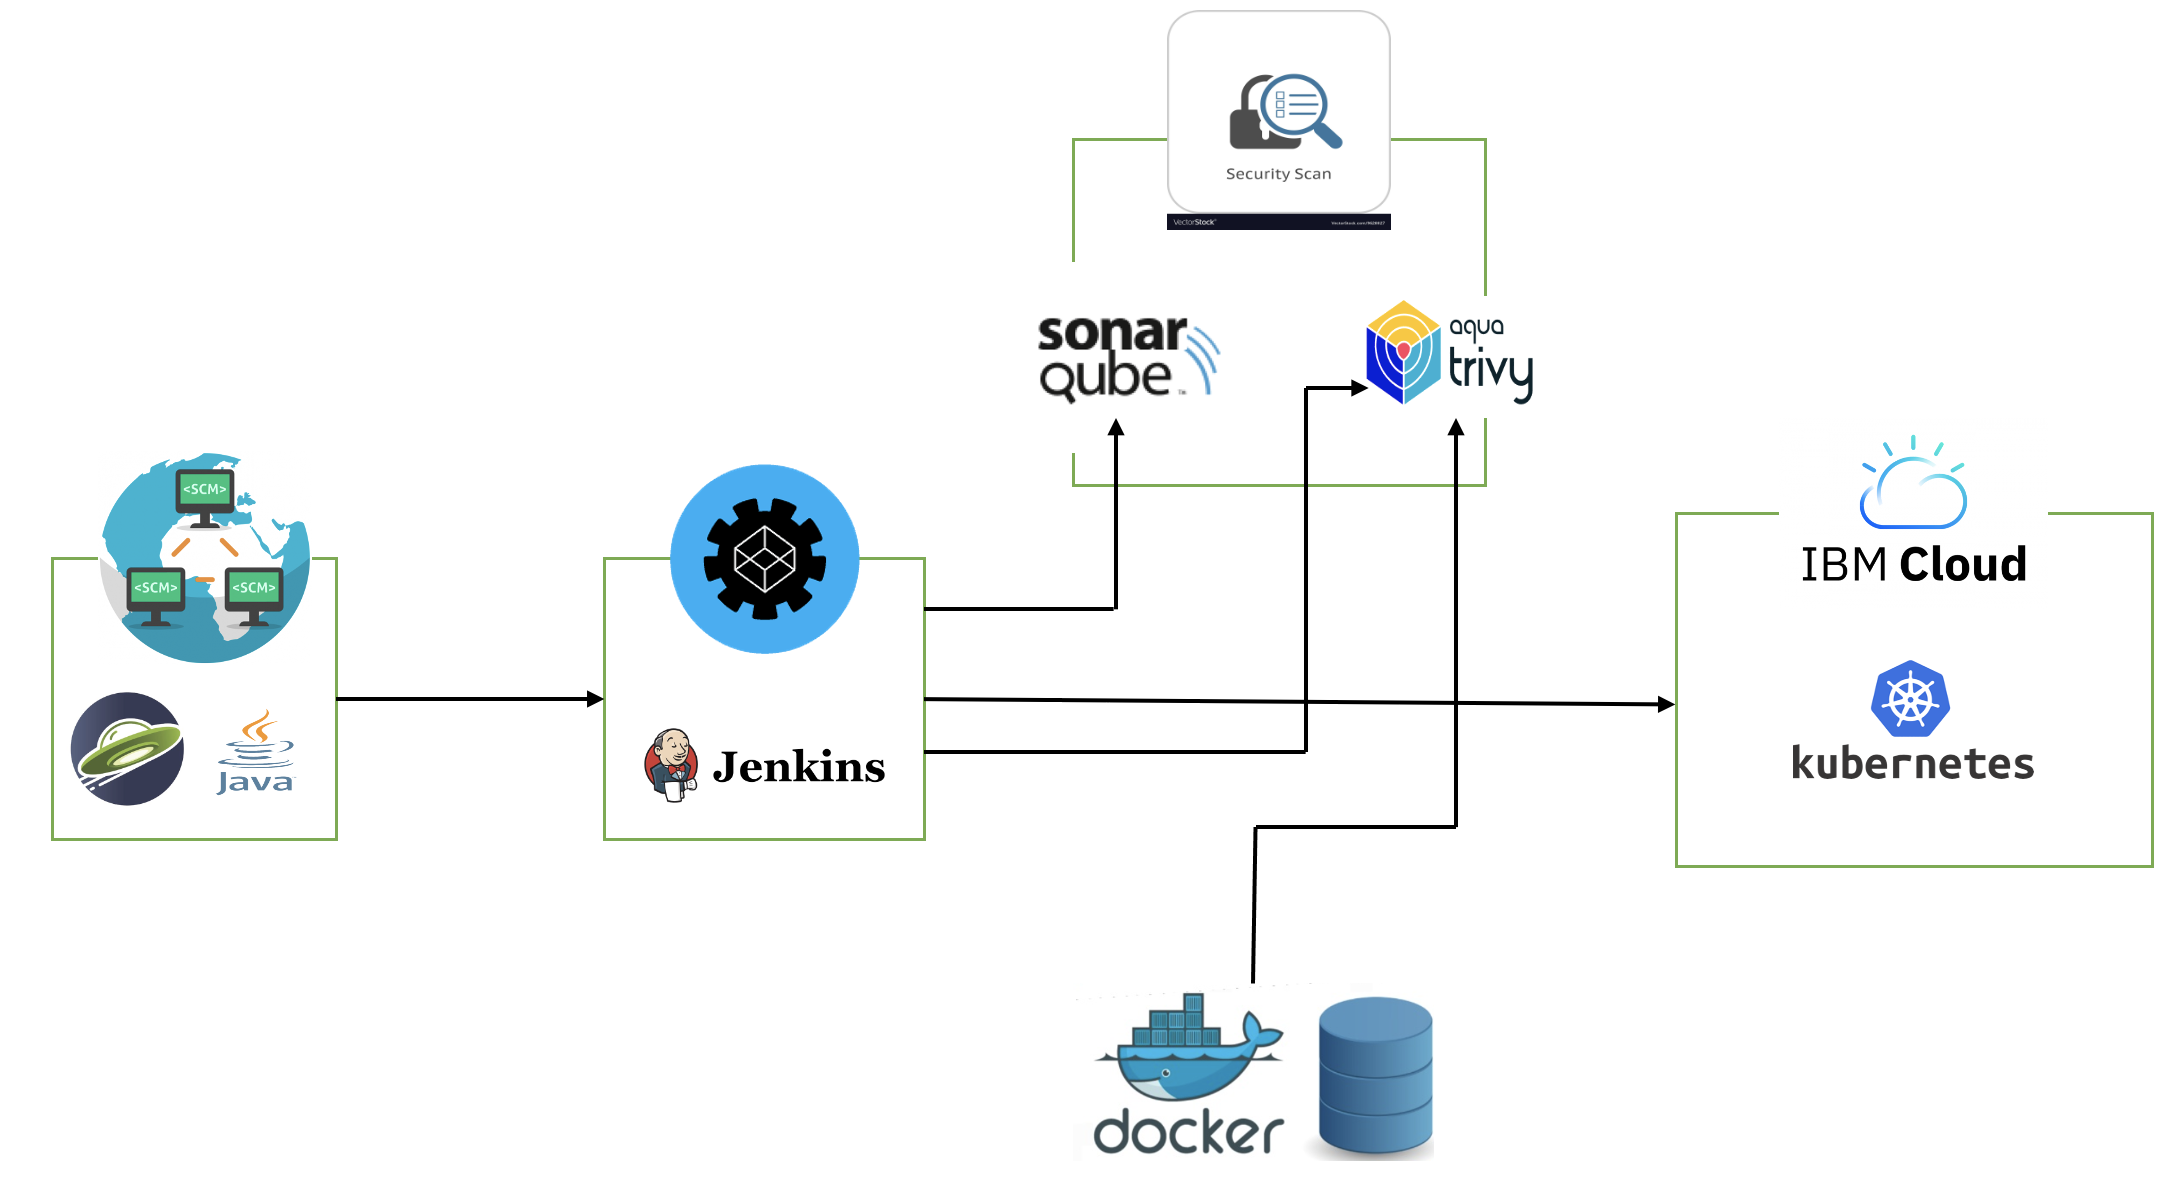 Security Scan
VectorStock
sonar
qube
aqua
trivy
<SCM>
<SCM>
<SCM>
Java
Jenkins
IBM Cloud
kubernetes
docker